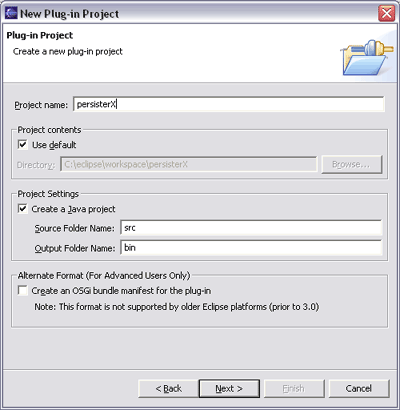 New Plug-in Project
Plug-in Project
Create a new plug-in project
Project name: persisterX
Project contents
Use default
Directory: C:\eclipse\workspace\persisterX Browse...
Project Settings
Create a Java project
Source Folder Name: src
Output Folder Name: bin
Alternate Format (For Advanced Users Only)
Create an OSGi bundle manifest for the plug-in
Note: This format is not supported by older Eclipse platforms (prior to 3.0)
< Back Next > Finish Cancel